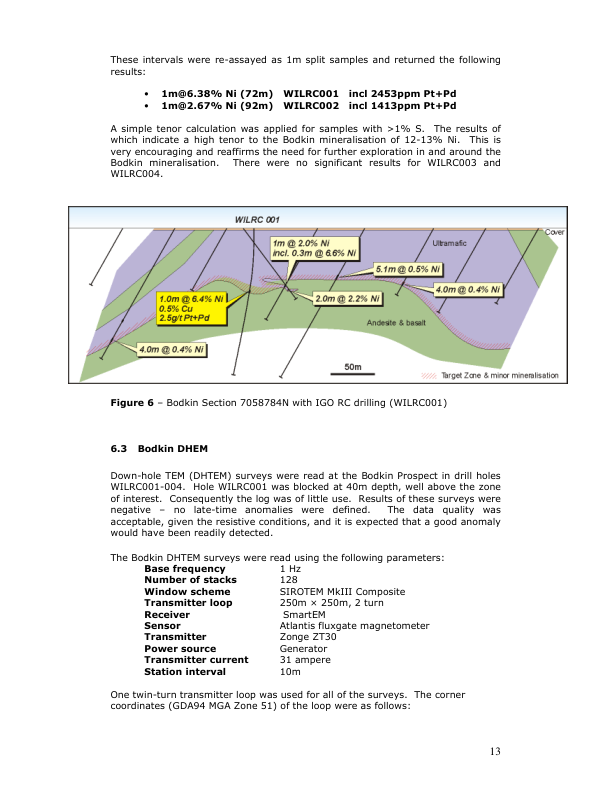 These intervals were re-assayed as 1m split samples and returned the following
results:
• 1m@6.38% Ni (72m) WILRC001 incl 2453ppm Pt+Pd
• 1m@2.67% Ni (92m) WILRC002 incl 1413ppm Pt+Pd
A simple tenor calculation was applied for samples with >1% S. The results of
which indicate a high tenor to the Bodkin mineralisation of 12-13% Ni. This is
very encouraging and reaffirms the need for further exploration in and around the
Bodkin mineralisation. There were no significant results for WILRC003 and
WILRC004.
WILRC 001
Cover
1m @ 2.0% Ni
incl. 0.3m @ 6.6% Ni
Ultramafic
5.1m @ 0.5% Ni
4.0m @ 0.4% Ni
1.0m @ 6.4% Ni
0.5% Cu
2.5g/t Pt+Pd
2.0m @ 2.2% Ni
Andesite & basalt
4.0m @ 0.4% Ni
50m
Target Zone & minor mineralisation
Figure 6 – Bodkin Section 7058784N with IGO RC drilling (WILRC001)
6.3 Bodkin DHEM
Down-hole TEM (DHTEM) surveys were read at the Bodkin Prospect in drill holes
WILRC001-004. Hole WILRC001 was blocked at 40m depth, well above the zone
of interest. Consequently the log was of little use. Results of these surveys were
negative – no late-time anomalies were defined. The data quality was
acceptable, given the resistive conditions, and it is expected that a good anomaly
would have been readily detected.
The Bodkin DHTEM surveys were read using the following parameters:
Base frequency 1 Hz
Number of stacks 128
Window scheme SIROTEM MkIII Composite
Transmitter loop 250m × 250m, 2 turn
Receiver SmartEM
Sensor Atlantis fluxgate magnetometer
Transmitter Zonge ZT30
Power source Generator
Transmitter current 31 ampere
Station interval 10m
One twin-turn transmitter loop was used for all of the surveys. The corner
coordinates (GDA94 MGA Zone 51) of the loop were as follows:
13